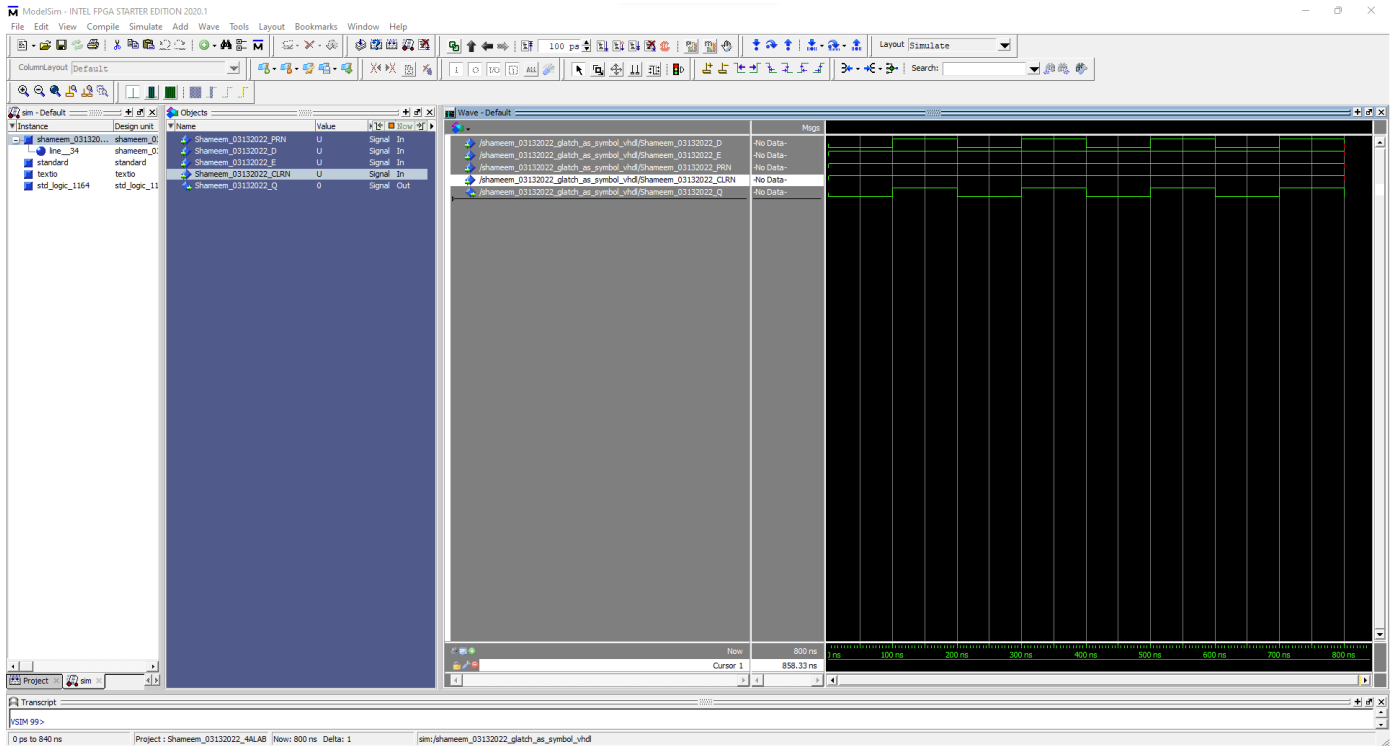 ModelSim - INTEL FPGA STARTER EDITION 2020.1
File Edit View Compile Simulate Add Wave Tools Layout Bookmarks Window Help
100 ps Layout Simulate
ColumnLayout Default Search:
sim - Default Objects Wave - Default
Instance Design unit Name Value Now Msgs
shameem_031320... shameem_0
line__34 shameem_0
standard standard
textio textio
std_logic_1164 std_logic_11
Shameem_03132022_PRN U Signal In
Shameem_03132022_D U Signal In
Shameem_03132022_E U Signal In
Shameem_03132022_CLRN U Signal In
Shameem_03132022_Q 0 Signal Out
/shameem_03132022_glatch_as_symbol_vhdl/Shameem_03132022_D -No Data-
/shameem_03132022_glatch_as_symbol_vhdl/Shameem_03132022_E -No Data-
/shameem_03132022_glatch_as_symbol_vhdl/Shameem_03132022_PRN -No Data-
/shameem_03132022_glatch_as_symbol_vhdl/Shameem_03132022_CLRN -No Data-
/shameem_03132022_glatch_as_symbol_vhdl/Shameem_03132022_Q -No Data-
Now 800 ns ns 100 ns 200 ns 300 ns 400 ns 500 ns 600 ns 700 ns 800 ns
Cursor 1 858.33 ns
Project sim
Transcript
VSIM 99>
0 ps to 840 ns Project : Shameem_03132022_4ALAB Now: 800 ns Delta: 1 sim:/shameem_03132022_glatch_as_symbol_vhdl